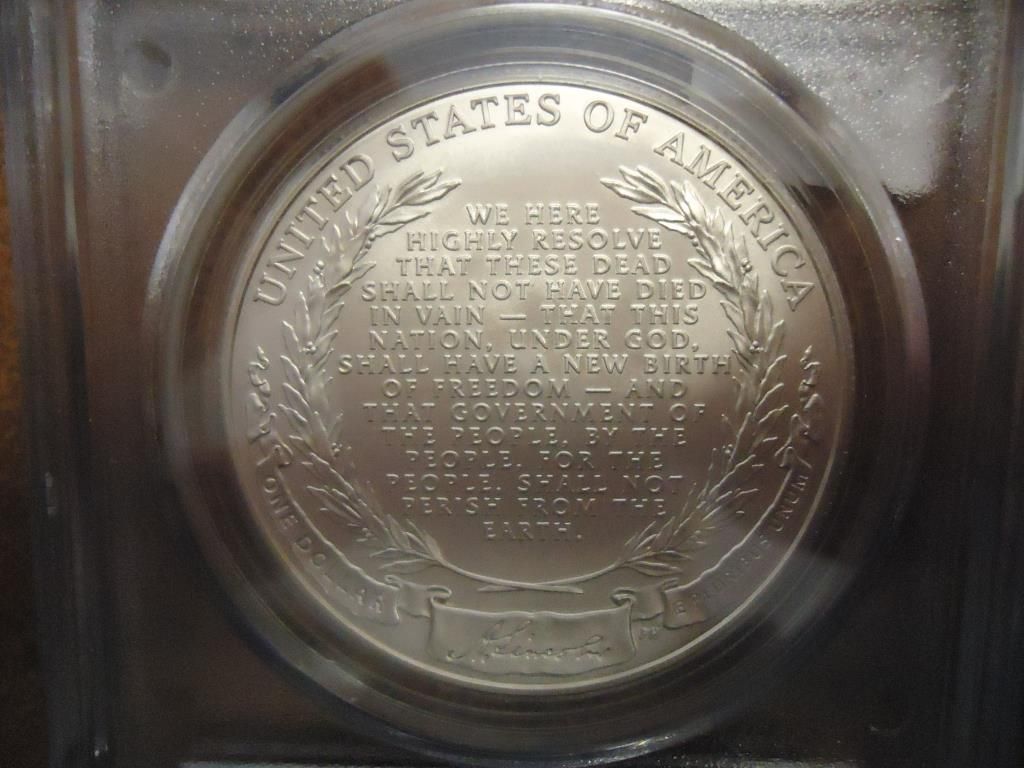 UNITED STATES OF AMERICA
WE HERE
HIGHLY RESOLVE
THAT THESE DEAD
SHALL NOT HAVE DIED
IN VAIN — THAT THIS
NATION, UNDER GOD,
SHALL HAVE A NEW BIRTH
OF FREEDOM — AND
THAT GOVERNMENT OF
THE PEOPLE, BY THE
PEOPLE, FOR THE
PEOPLE, SHALL NOT
PERISH FROM THE
EARTH.
ONE DOLLAR
A. Lincoln
E PLURIBUS UNUM